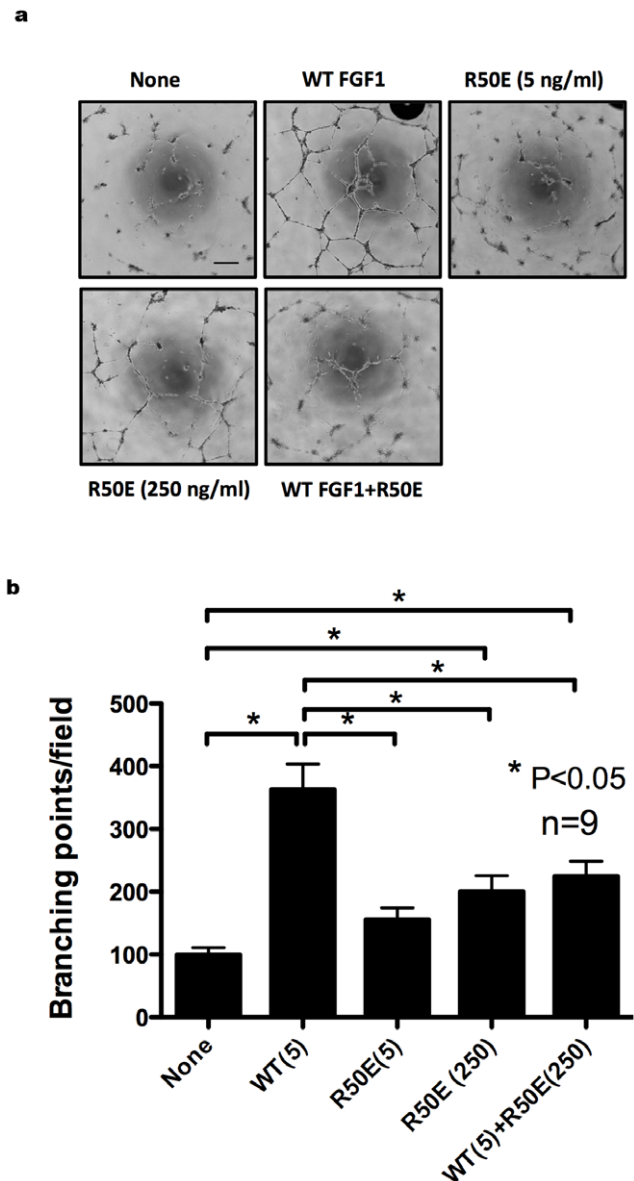 a
None WT FGF1 R50E (5 ng/ml)
R50E (250 ng/ml) WT FGF1+R50E
b
*
*
*
*
* *
500
400
300
200
100
0
Branching points/field
* P<0.05
n=9
None
WT(5)
R50E(5)
R50E (250)
WT(5)+R50E(250)